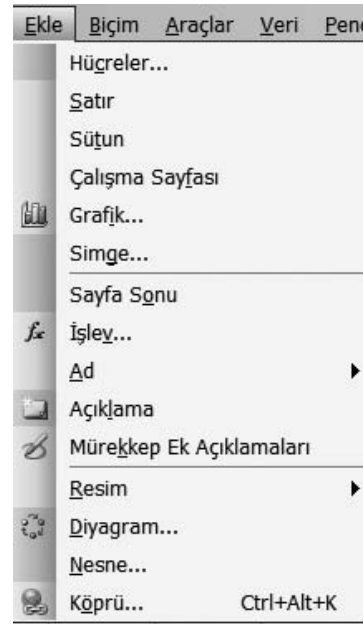 Ekle Biçim Araçlar Veri
Hücreler...
Satır
Sütun
Çalışma Sayfası
Grafik...
Simge...
Sayfa Sonu
İşlev...
Ad
Açıklama
Mürekkep Ek Açıklamaları
Resim
Diyagram...
Nesne...
Köprü... Ctrl+Alt+K